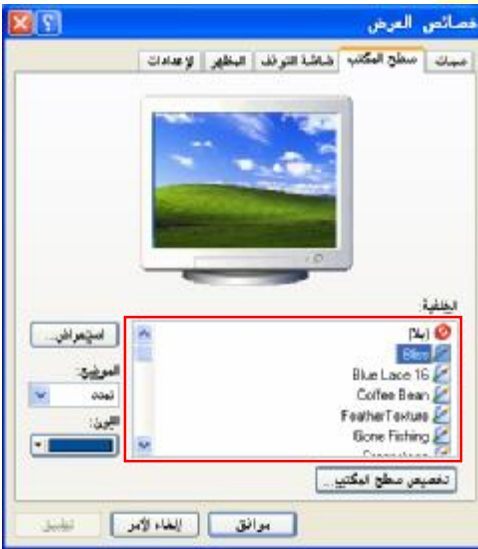 خصائص العرض
سمات
سطح المكتب
شاشة التوقف
المظهر
الإعدادات
الخلفية:
(بلا)
Bliss
Blue Lace 16
Coffee Bean
FeatherTexture
Gone Fishing
استعراض...
الموضع:
تمدد
اللون:
تخصيص سطح المكتب...
موافق
إلغاء الأمر
تطبيق